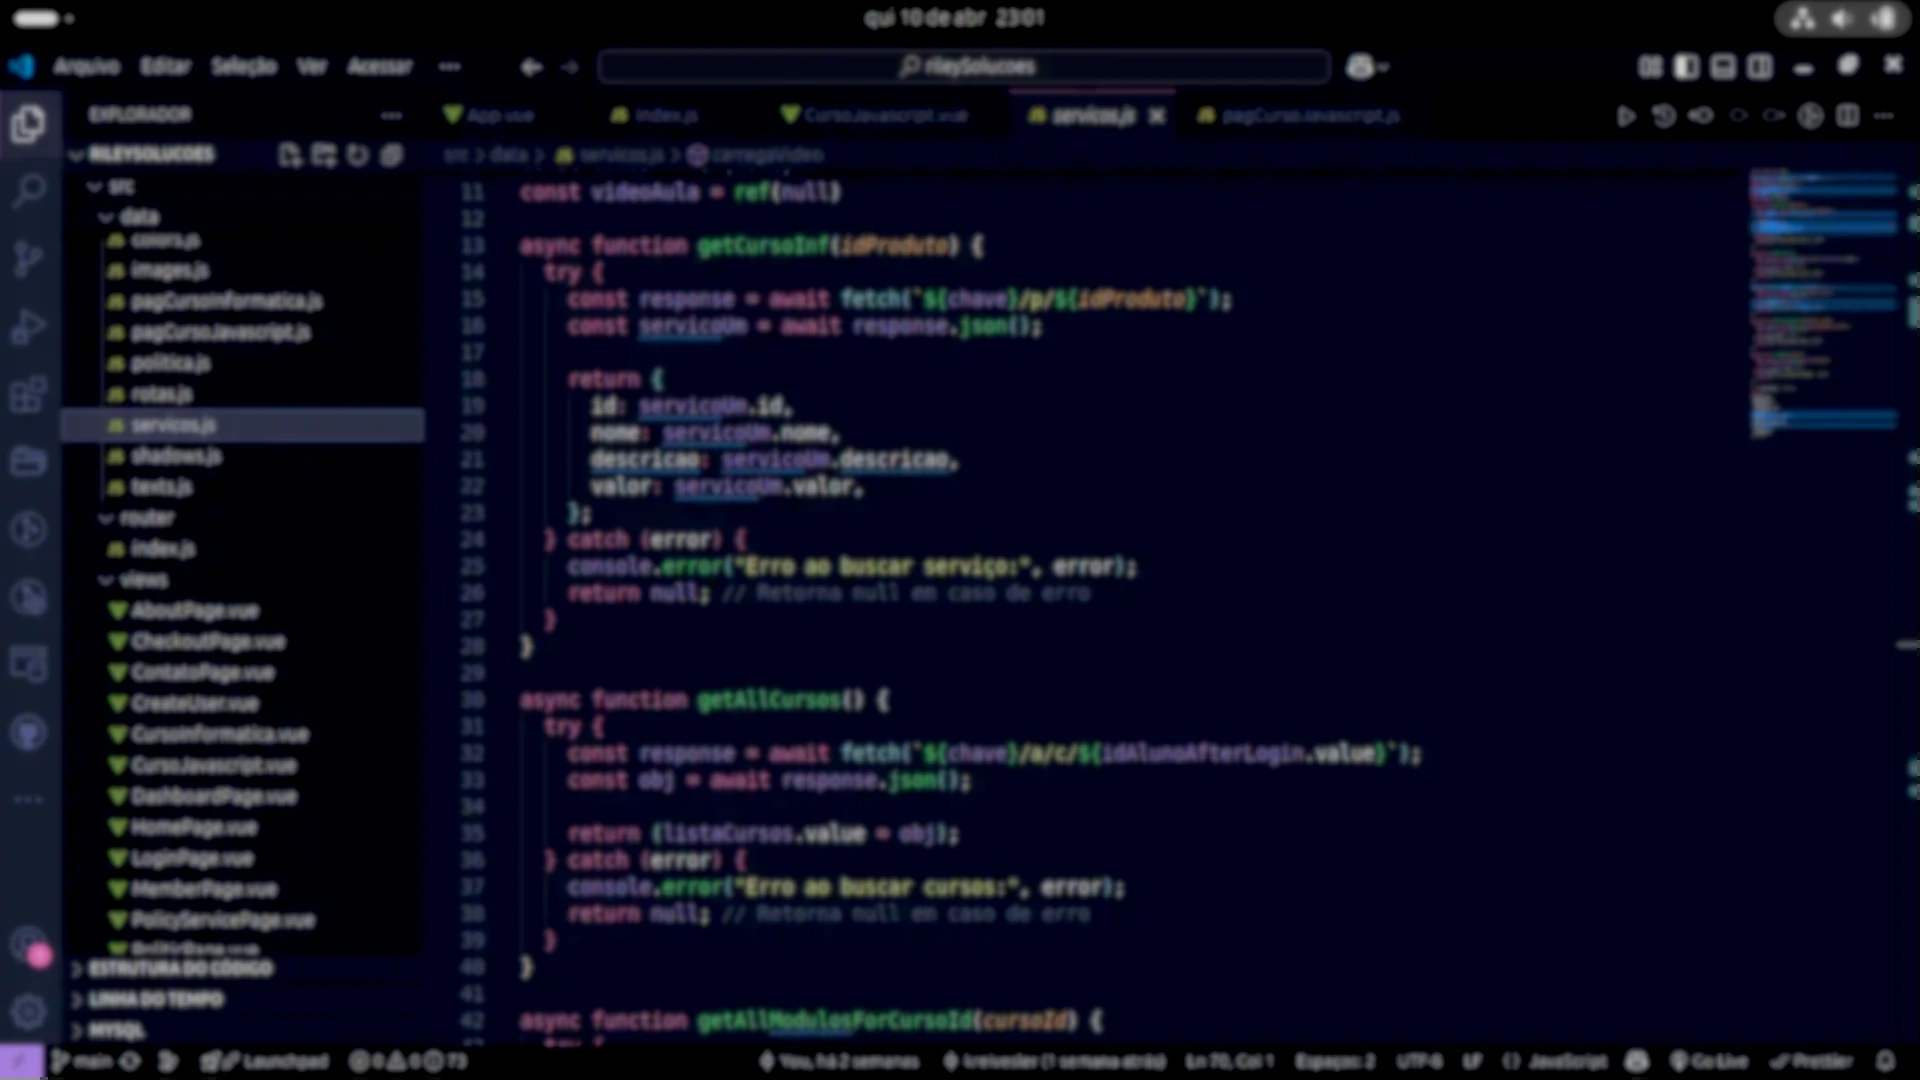 qui 10 de abr 23:01
Arquivo Editar Seleção Ver Acessar ...
rileySolucoes
EXPLORADOR ...
App.vue
index.js
CursoJavascript.vue
servicos.js
pagCursoJavascript.js
RILEYSOLUCOES
src > data > servicos.js > carregaVideo
src
data
colors.js
images.js
pagCursoInformatica.js
pagCursoJavascript.js
politica.js
rotas.js
servicos.js
shadows.js
texts.js
router
index.js
views
AboutPage.vue
CheckoutPage.vue
ContatoPage.vue
CreateUser.vue
CursoInformatica.vue
CursoJavascript.vue
DashboardPage.vue
HomePage.vue
LoginPage.vue
MemberPage.vue
PolicyServicePage.vue
ESTRUTURA DO CÓDIGO
LINHA DO TEMPO
MYSQL
11 const videoAula = ref(null)
12
13 async function getCursoInf(idProduto) {
14 try {
15 const response = await fetch(`${chave}/p/${idProduto}`);
16 const servicoUm = await response.json();
17
18 return {
19 id: servicoUm.id,
20 nome: servicoUm.nome,
21 descricao: servicoUm.descricao,
22 valor: servicoUm.valor,
23 };
24 } catch (error) {
25 console.error("Erro ao buscar serviço:", error);
26 return null; // Retorna null em caso de erro
27 }
28 }
29
30 async function getAllCursos() {
31 try {
32 const response = await fetch(`${chave}/a/c/${idAlunoAfterLogin.value}`);
33 const obj = await response.json();
34
35 return (listaCursos.value = obj);
36 } catch (error) {
37 console.error("Erro ao buscar cursos:", error);
38 return null; // Retorna null em caso de erro
39 }
40 }
41
42 async function getAllModulosForCursoId(cursoId) {
main
Launchpad
0 0 73
You, há 2 semanas
(1 semana atrás)
Ln 70, Col 1
Espaços: 2
UTF-8
LF
{} JavaScript
Go Live
Prettier